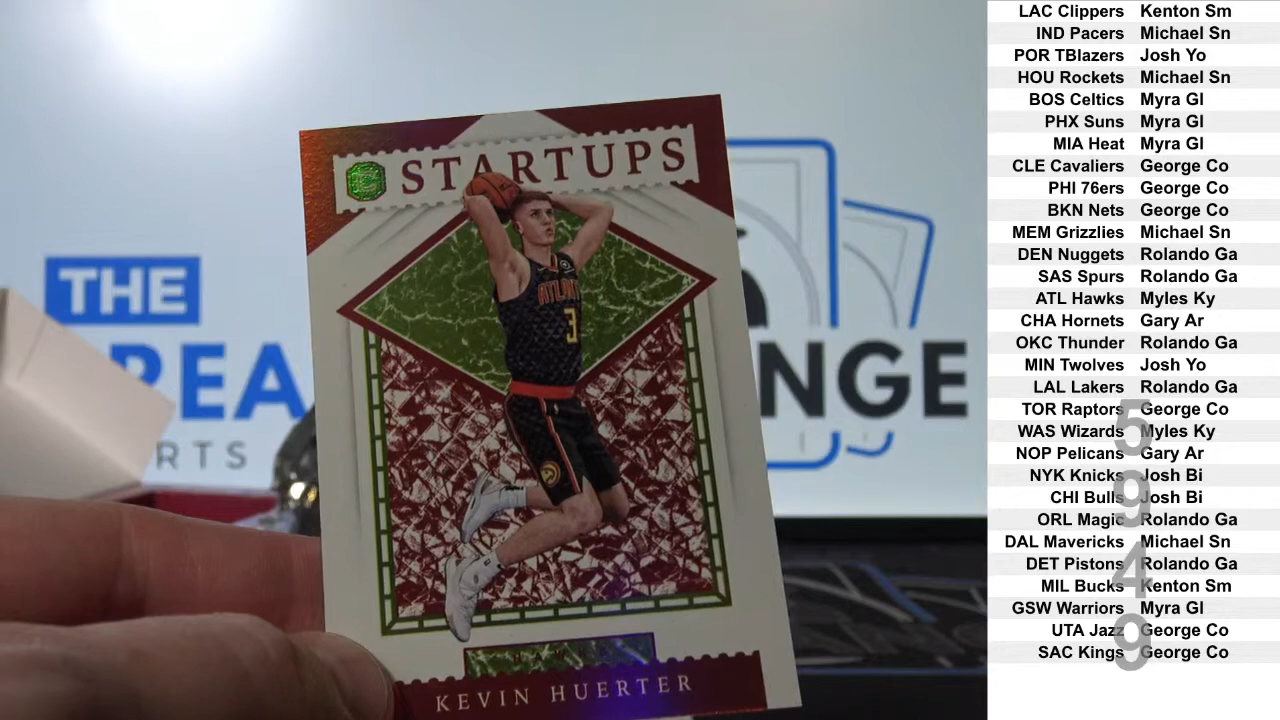 STARTUPS
ATLANT
3
KEVIN HUERTER
THE
REA
NGE
RTS
LAC Clippers Kenton Sm
IND Pacers Michael Sn
POR TBlazers Josh Yo
HOU Rockets Michael Sn
BOS Celtics Myra Gl
PHX Suns Myra Gl
MIA Heat Myra Gl
CLE Cavaliers George Co
PHI 76ers George Co
BKN Nets George Co
MEM Grizzlies Michael Sn
DEN Nuggets Rolando Ga
SAS Spurs Rolando Ga
ATL Hawks Myles Ky
CHA Hornets Gary Ar
OKC Thunder Rolando Ga
MIN Twolves Josh Yo
LAL Lakers Rolando Ga
TOR Raptors George Co
WAS Wizards Myles Ky
NOP Pelicans Gary Ar
NYK Knicks Josh Bi
CHI Bulls Josh Bi
ORL Magic Rolando Ga
DAL Mavericks Michael Sn
DET Pistons Rolando Ga
MIL Bucks Kenton Sm
GSW Warriors Myra Gl
UTA Jazz George Co
SAC Kings George Co
5949